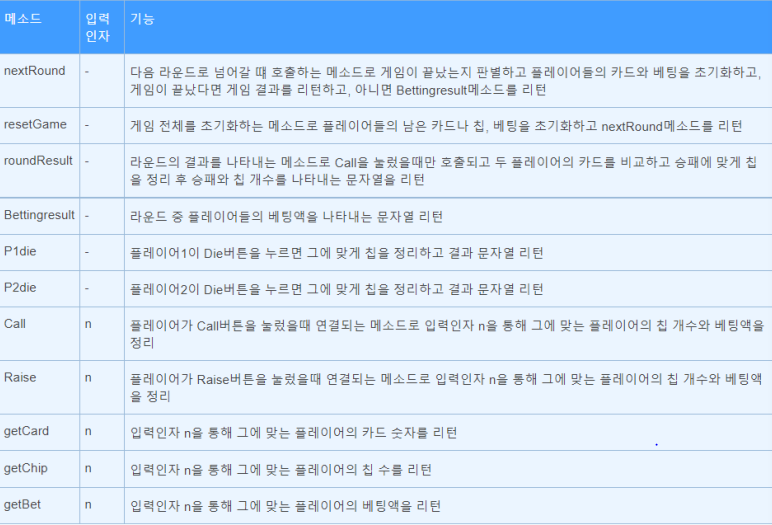 메소드 입력 기능
인자
nextRound - 다음 라운드로 넘어갈 때 호출하는 메소드로 게임이 끝났는지 판별하고 플레이어들의 카드와 베팅을 초기화하고,
게임이 끝났다면 게임 결과를 리턴하고, 아니면 Bettingresult메소드를 리턴
resetGame - 게임 전체를 초기화하는 메소드로 플레이어들의 남은 카드나 칩, 베팅을 초기화하고 nextRound메소드를 리턴
roundResult - 라운드의 결과를 나타내는 메소드로 Call을 눌렀을때만 호출되고 두 플레이어의 카드를 비교하고 승패에 맞게 칩
을 정리 후 승패와 칩 개수를 나타내는 문자열을 리턴
Bettingresult - 라운드 중 플레이어들의 베팅액을 나타내는 문자열 리턴
P1die - 플레이어1이 Die버튼을 누르면 그에 맞게 칩을 정리하고 결과 문자열 리턴
P2die - 플레이어2이 Die버튼을 누르면 그에 맞게 칩을 정리하고 결과 문자열 리턴
Call n 플레이어가 Call버튼을 눌렀을때 연결되는 메소드로 입력인자 n을 통해 그에 맞는 플레이어의 칩 개수와 베팅액을
정리
Raise n 플레이어가 Raise버튼을 눌렀을때 연결되는 메소드로 입력인자 n을 통해 그에 맞는 플레이어의 칩 개수와 베팅액
을 정리
getCard n 입력인자 n을 통해 그에 맞는 플레이어의 카드 숫자를 리턴
getChip n 입력인자 n을 통해 그에 맞는 플레이어의 칩 수를 리턴
getBet n 입력인자 n을 통해 그에 맞는 플레이어의 베팅액을 리턴